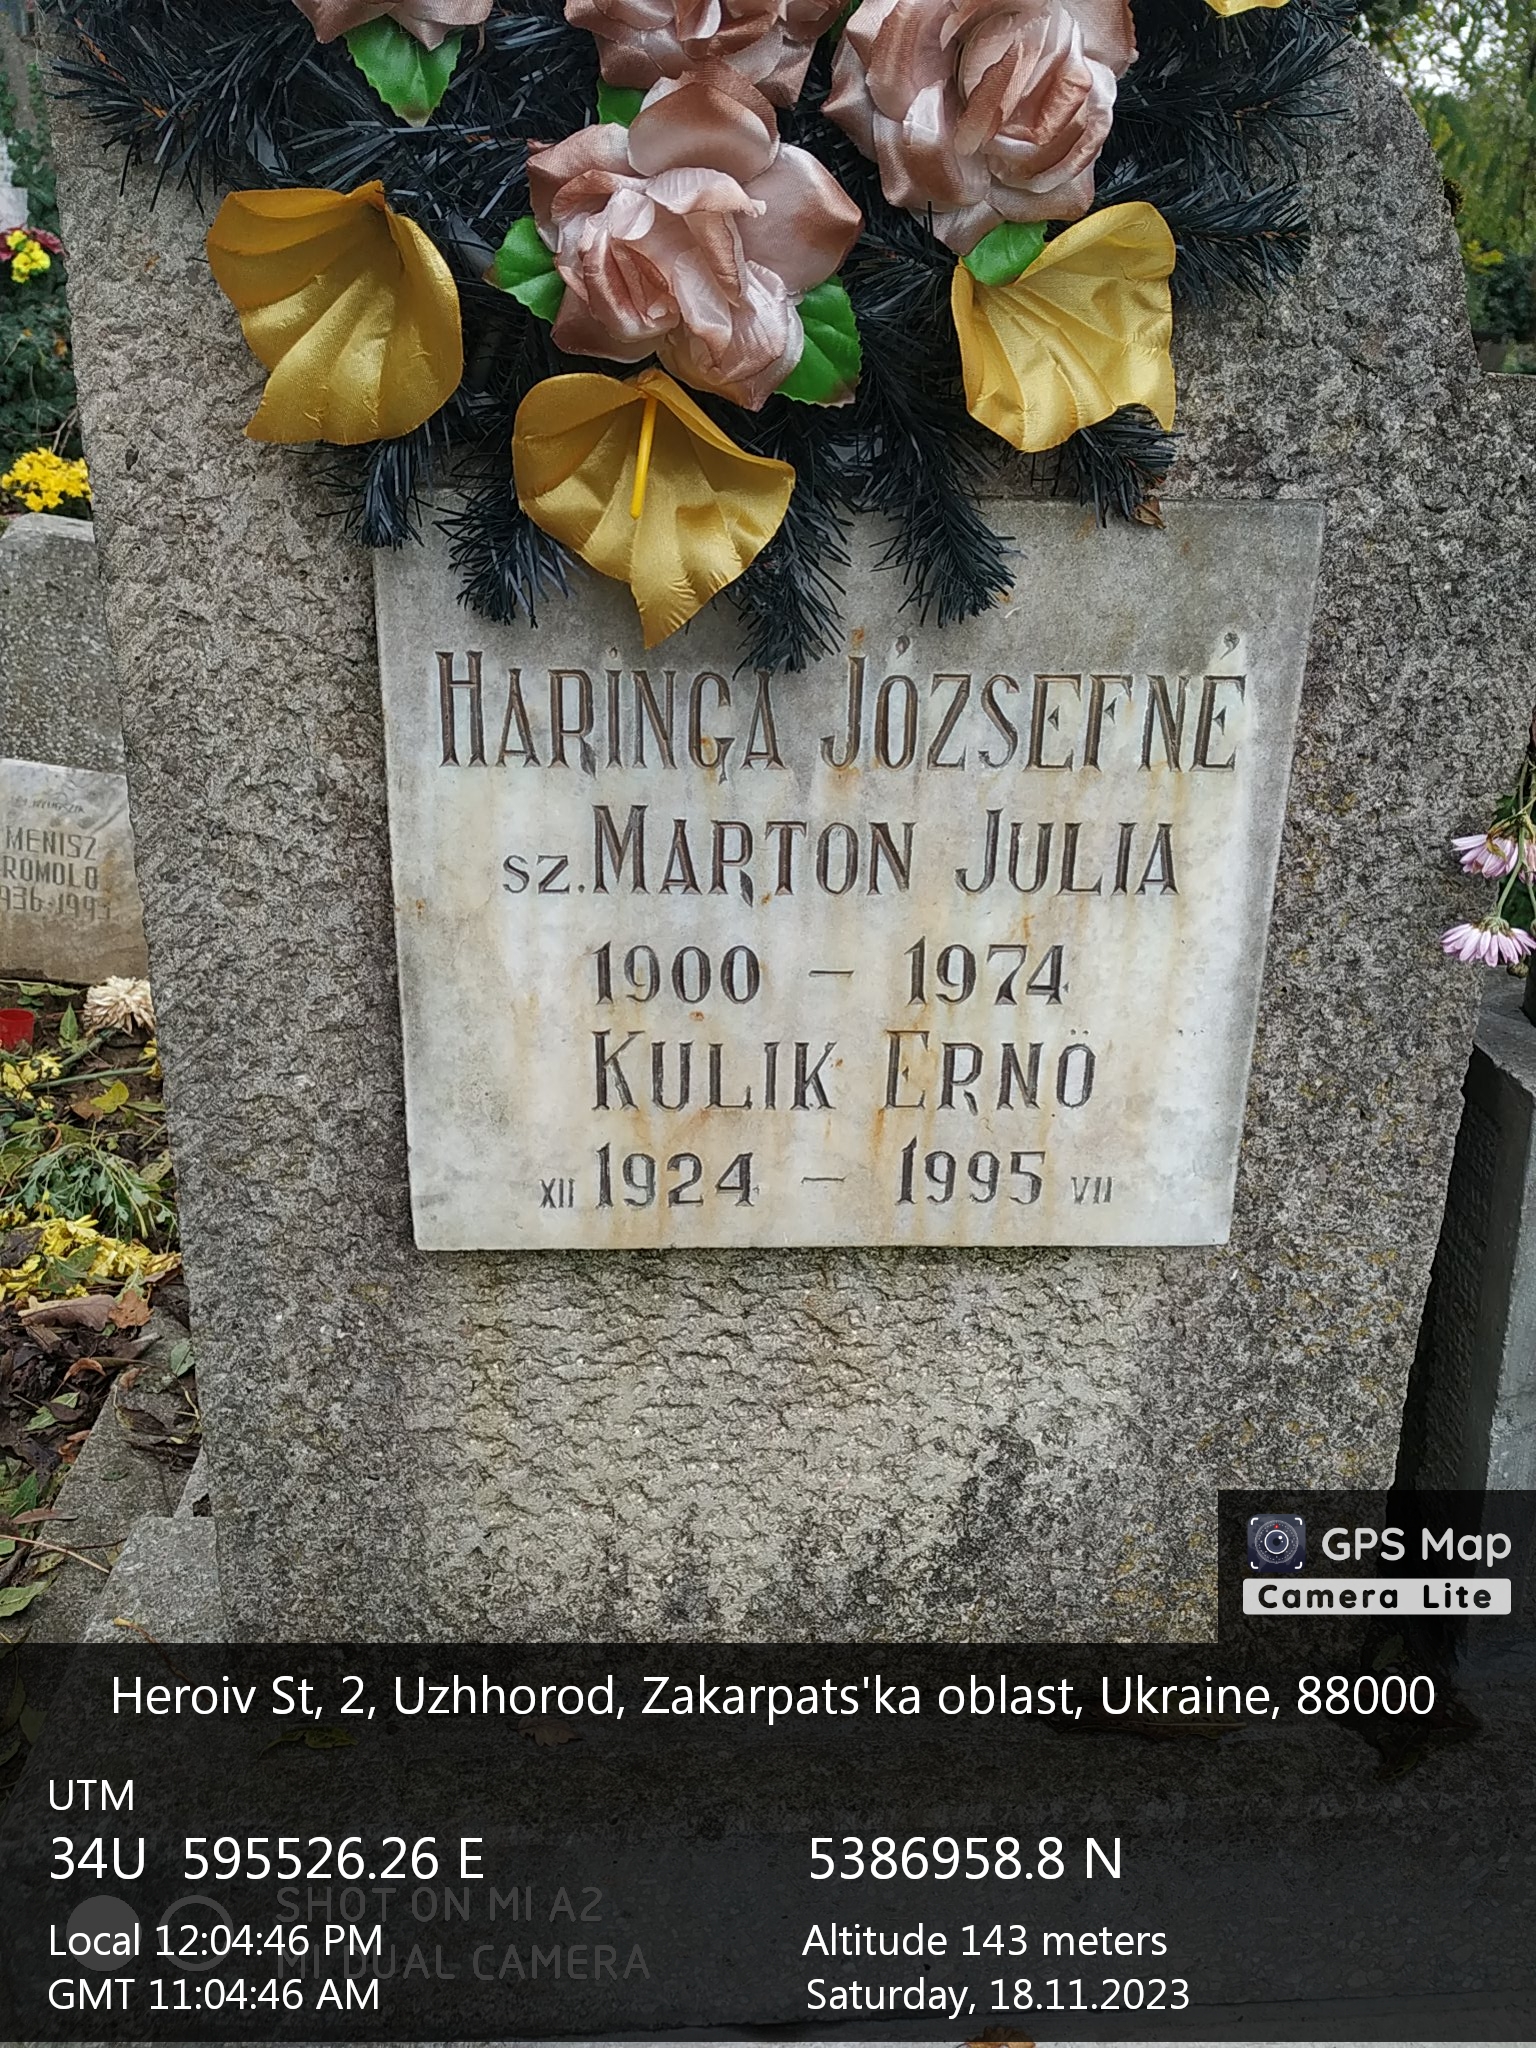 HARINGA JÓZSEFNÉ
SZ. MARTON JULIA
1900 – 1974
KULIK ERNÖ
XII 1924 – 1995 VII
MENISZ
ROMOLO
936-1993
GPS Map
Camera Lite
Heroiv St, 2, Uzhhorod, Zakarpats'ka oblast, Ukraine, 88000
UTM
34U 595526.26 E 5386958.8 N
SHOT ON MI A2
MI DUAL CAMERA
Local 12:04:46 PM Altitude 143 meters
GMT 11:04:46 AM Saturday, 18.11.2023